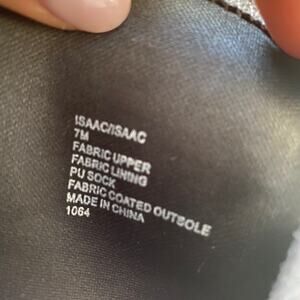 ISAAC/ISAAC
7M
FABRIC UPPER
FABRIC LINING
PU SOCK
FABRIC COATED OUTSOLE
MADE IN CHINA
1064